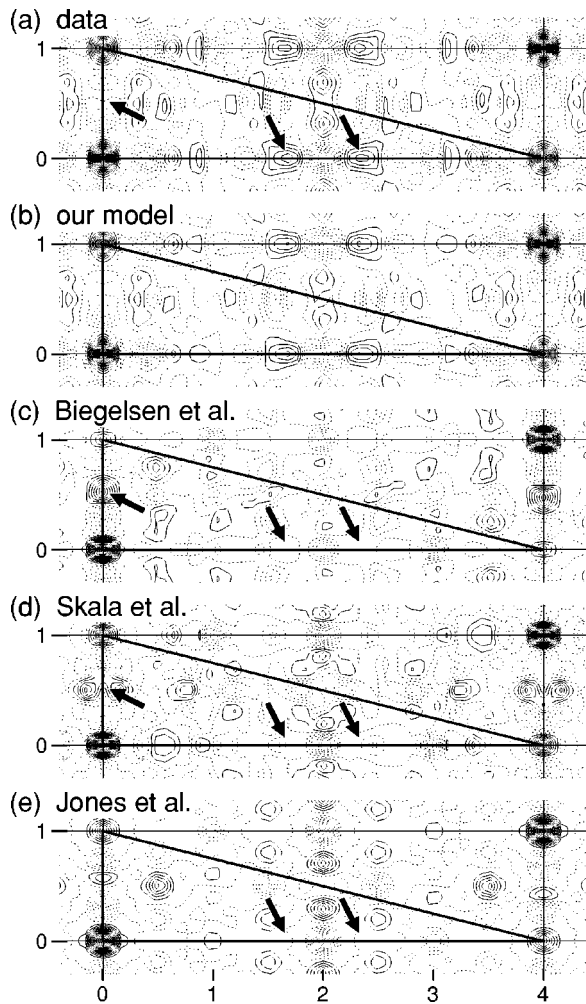 (a) data
1
0
(b) our model
1
0
(c) Biegelsen et al.
1
0
(d) Skala et al.
1
0
(e) Jones et al.
1
0
0 1 2 3 4